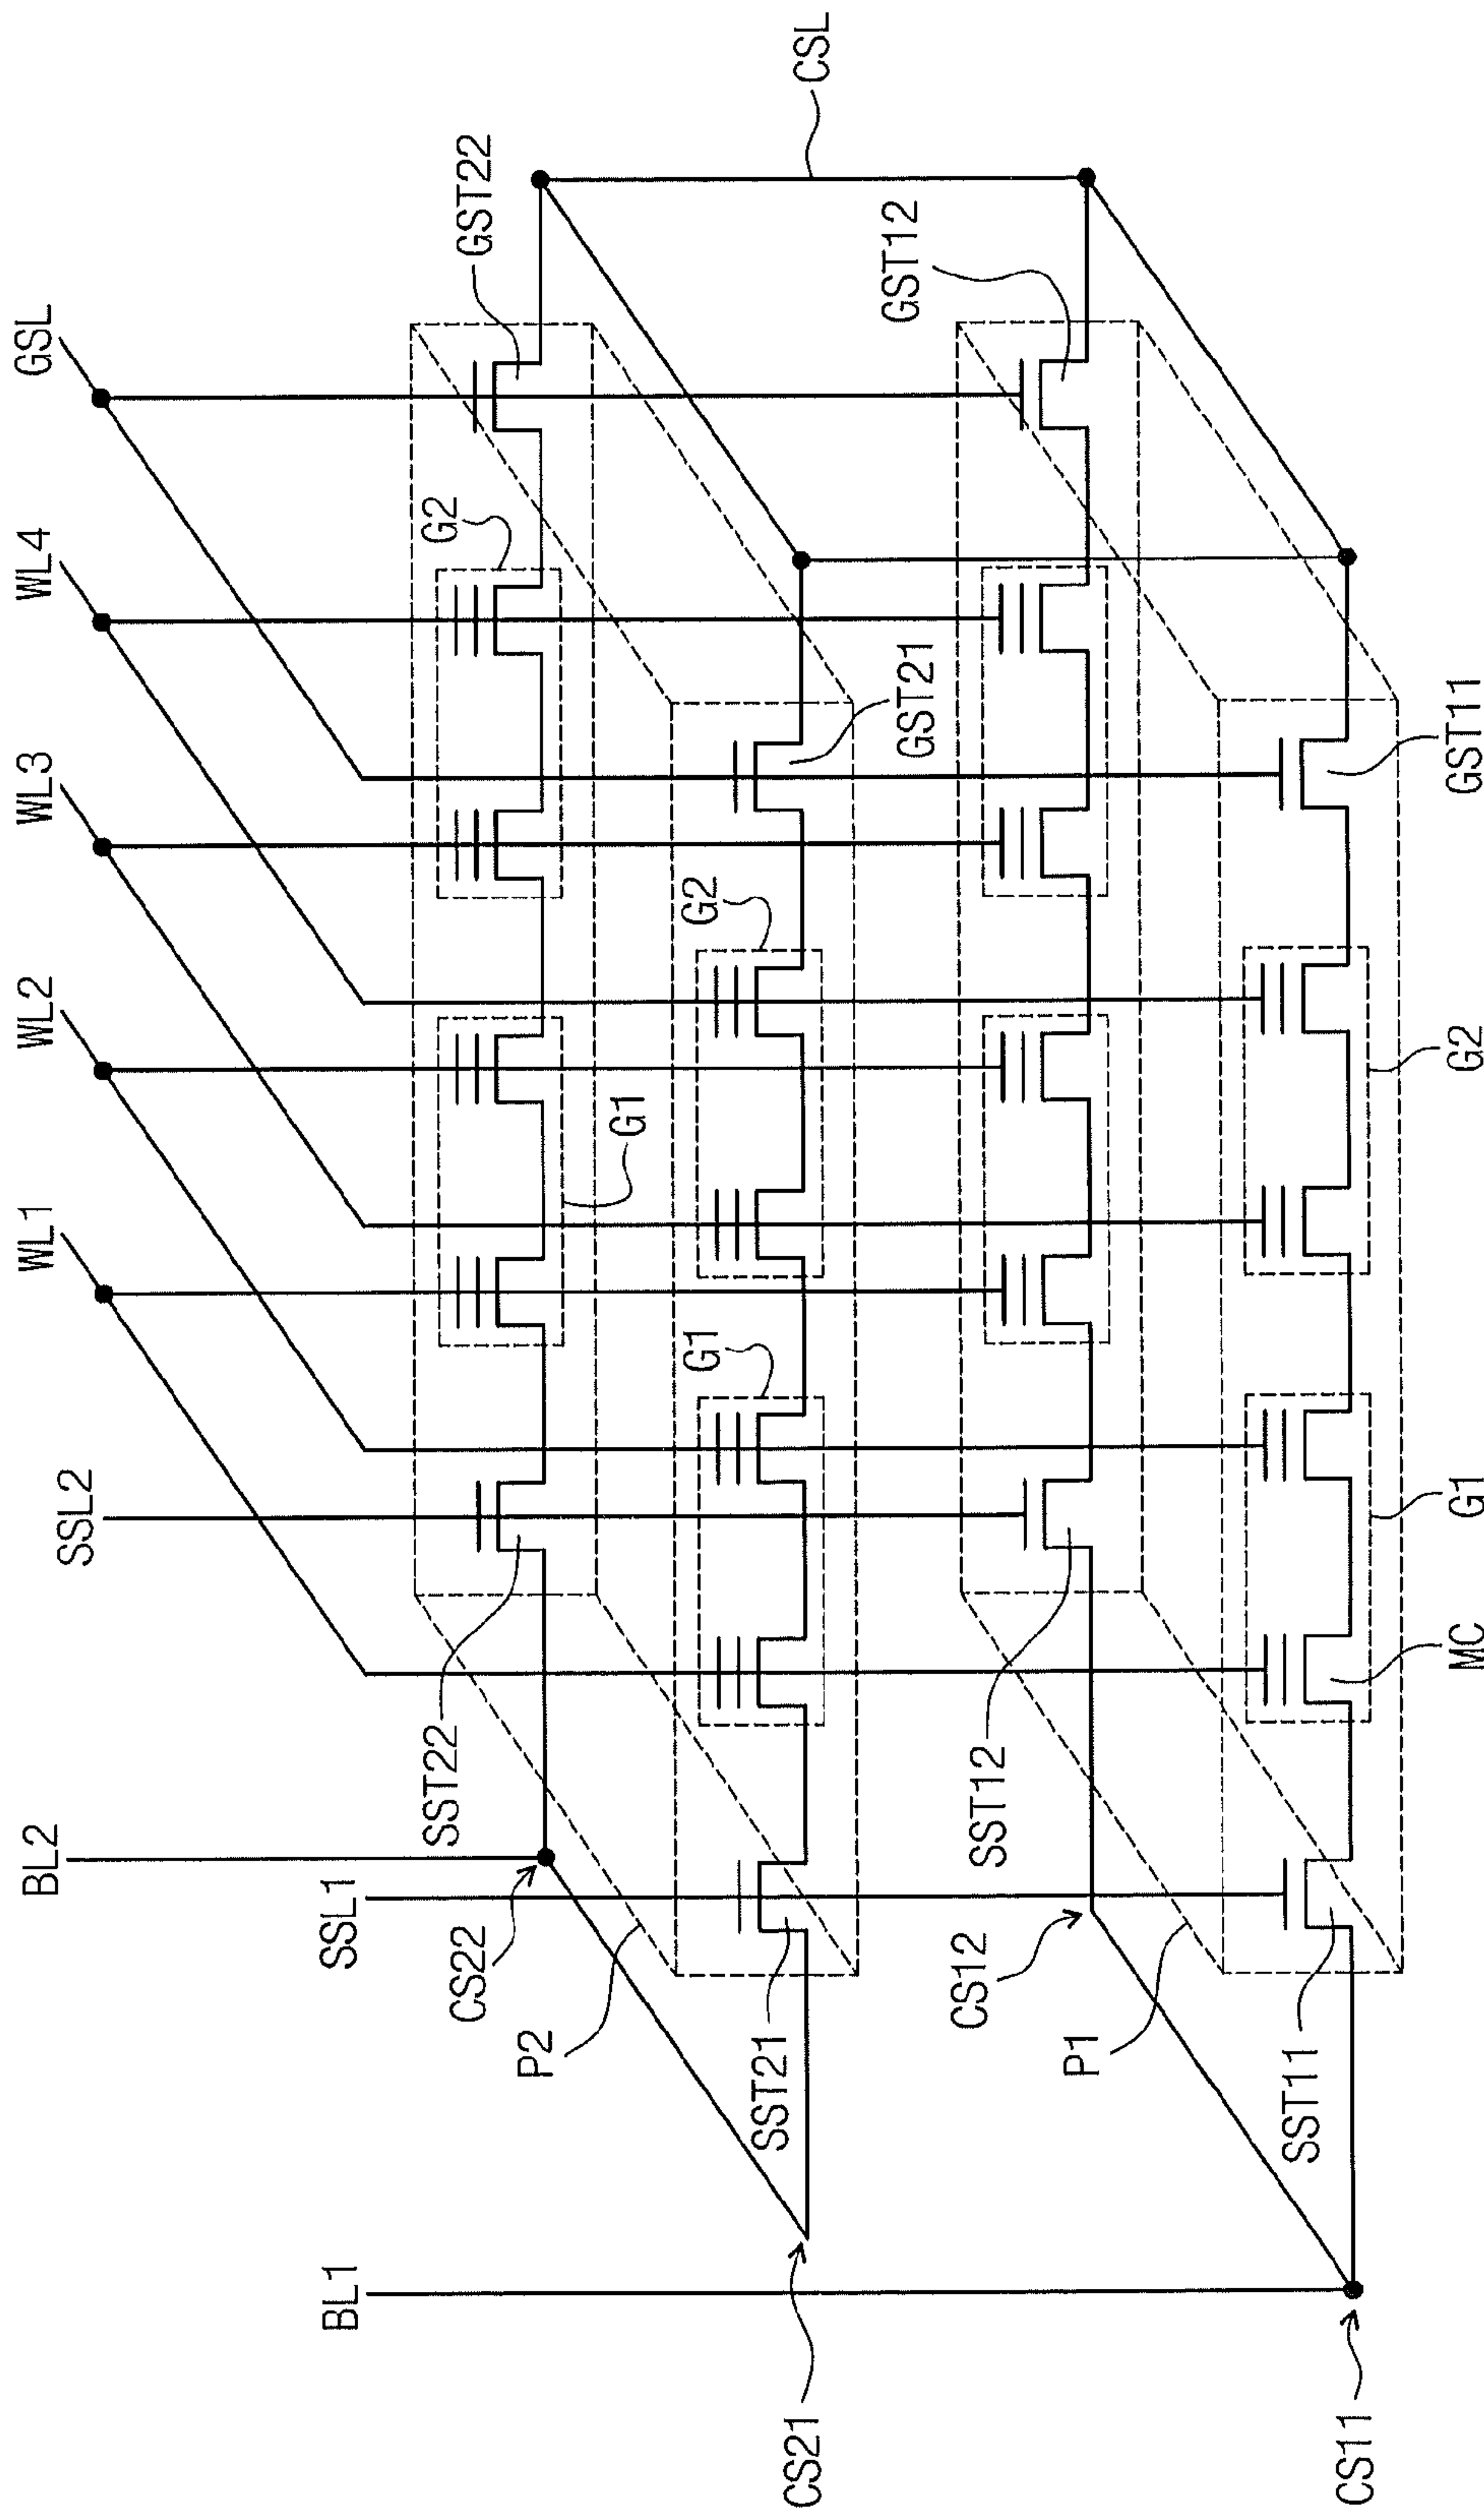 BL2
WL1
WL2
WL3
WL4
GSL
SSL2
BL1
SSL1
SST22
G2
CS22
GST22
P2
G1
G1
G2
SST21
CS21
CSL
GST12
GST21
CS12
SST12
P1
SST11
CS11
MC
G1
G2
GST11